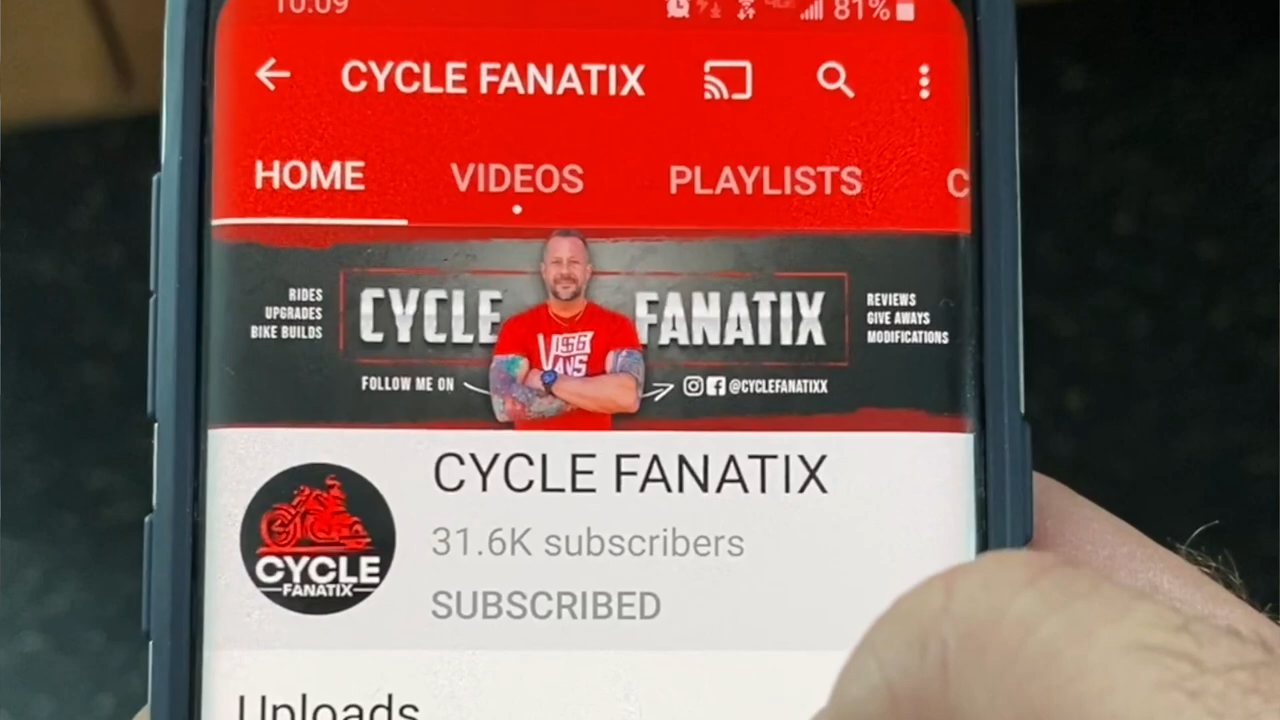 10:09 81%
CYCLE FANATIX
HOME VIDEOS PLAYLISTS C
RIDES
UPGRADES
BIKE BUILDS
CYCLE FANATIX
REVIEWS
GIVE AWAYS
MODIFICATIONS
VANS
FOLLOW ME ON @CYCLEFANATIXX
CYCLE FANATIX
31.6K subscribers
SUBSCRIBED
CYCLE
FANATIX
Uploads